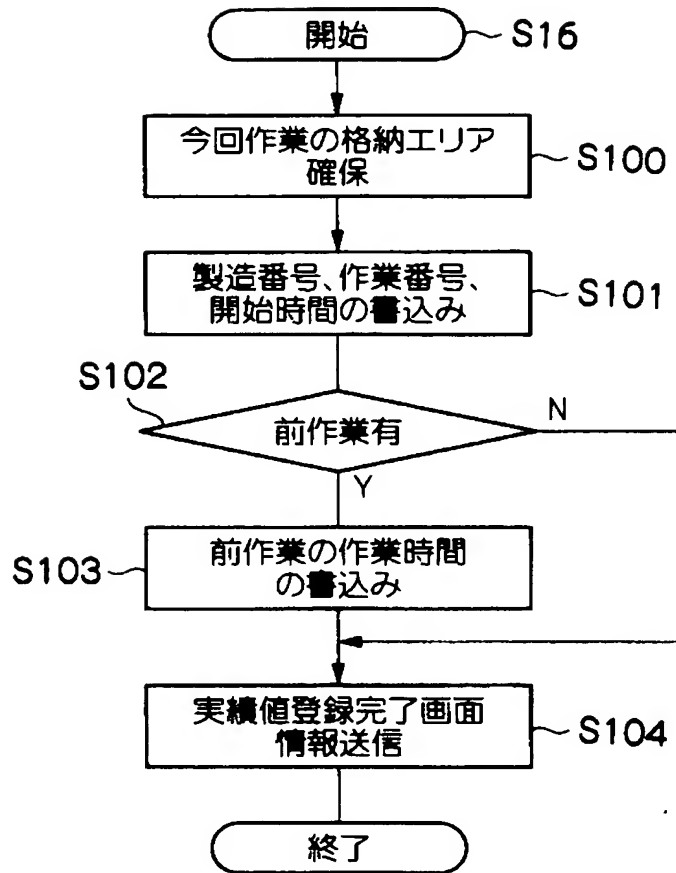 開始
S16
今回作業の格納エリア
確保
S100
製造番号、作業番号、
開始時間の書込み
S101
S102
前作業有
N
Y
S103
前作業の作業時間
の書込み
実績値登録完了画面
情報送信
S104
終了